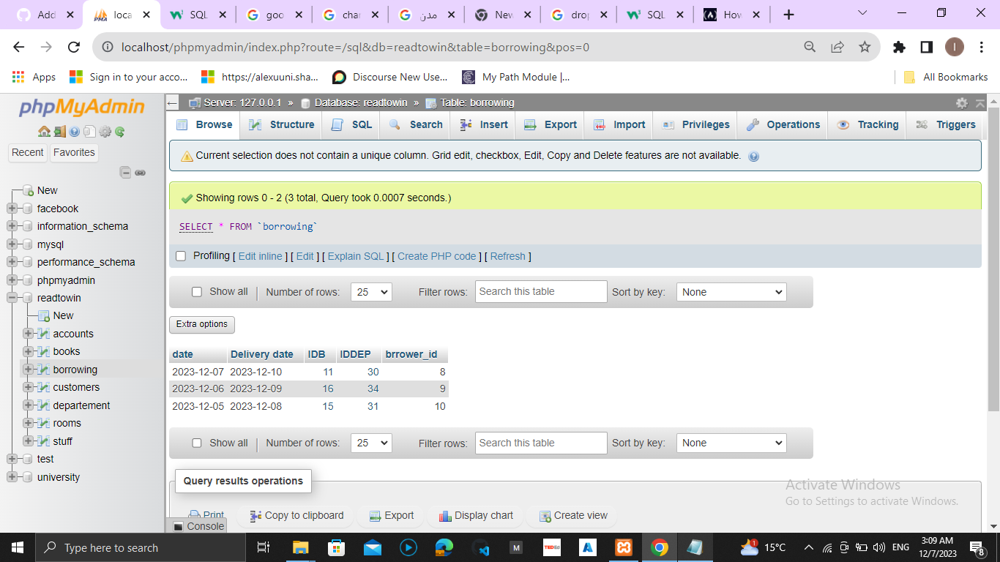 Add
loca
SQL
goo
char
مدن
New
drop
SQL
How
localhost/phpmyadmin/index.php?route=/sql&db=readtowin&table=borrowing&pos=0
I
Apps
Sign in to your acco...
https://alexuuni.sha...
Discourse New Use...
My Path Module |...
All Bookmarks
phpMyAdmin
Server: 127.0.0.1 » Database: readtowin » Table: borrowing
Browse
Structure
SQL
Search
Insert
Export
Import
Privileges
Operations
Tracking
Triggers
Recent
Favorites
New
facebook
information_schema
mysql
performance_schema
phpmyadmin
readtowin
New
accounts
books
borrowing
customers
departement
rooms
stuff
test
university
Current selection does not contain a unique column. Grid edit, checkbox, Edit, Copy and Delete features are not available.
Showing rows 0 - 2 (3 total, Query took 0.0007 seconds.)
SELECT * FROM `borrowing`
Profiling [ Edit inline ] [ Edit ] [ Explain SQL ] [ Create PHP code ] [ Refresh ]
Show all | Number of rows: 25 Filter rows: Search this table Sort by key: None
Extra options
date Delivery date IDB IDDEP brrower_id
2023-12-07 2023-12-10 11 30 8
2023-12-06 2023-12-09 16 34 9
2023-12-05 2023-12-08 15 31 10
Show all | Number of rows: 25 Filter rows: Search this table Sort by key: None
Query results operations
Print
Copy to clipboard
Export
Display chart
Create view
Console
Activate Windows
Go to Settings to activate Windows.
Type here to search
M
TED Ed
1
15°C
ENG
3:09 AM
12/7/2023
8